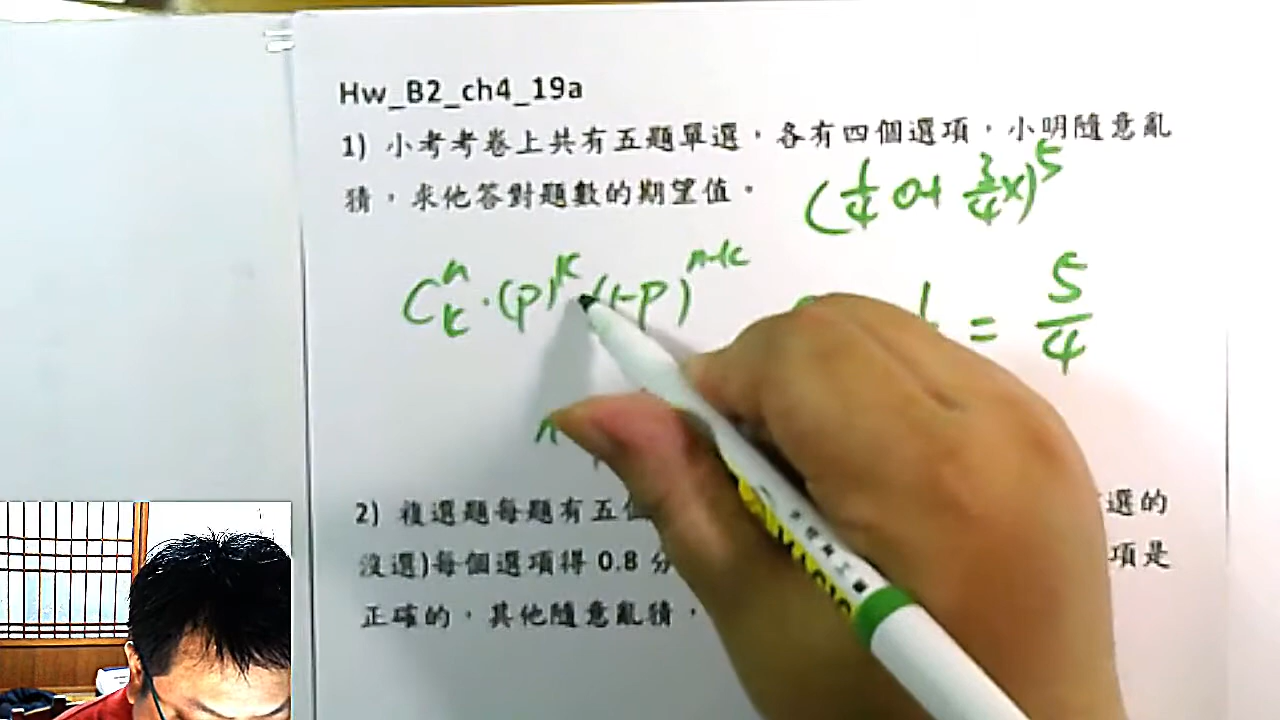 Hw_B2_ch4_19a
1) 小考考卷上共有五題單選，各有四個選項，小明隨意亂
猜，求他答對題數的期望值。
(1/4 O+ 3/4 X)^5
C^n_k · (p)^k (1-p)^{n-k}
= 5/4
n
2) 複選題每題有五 選的
沒選)每個選項得 0.8 分 項是
正確的，其他隨意亂猜，